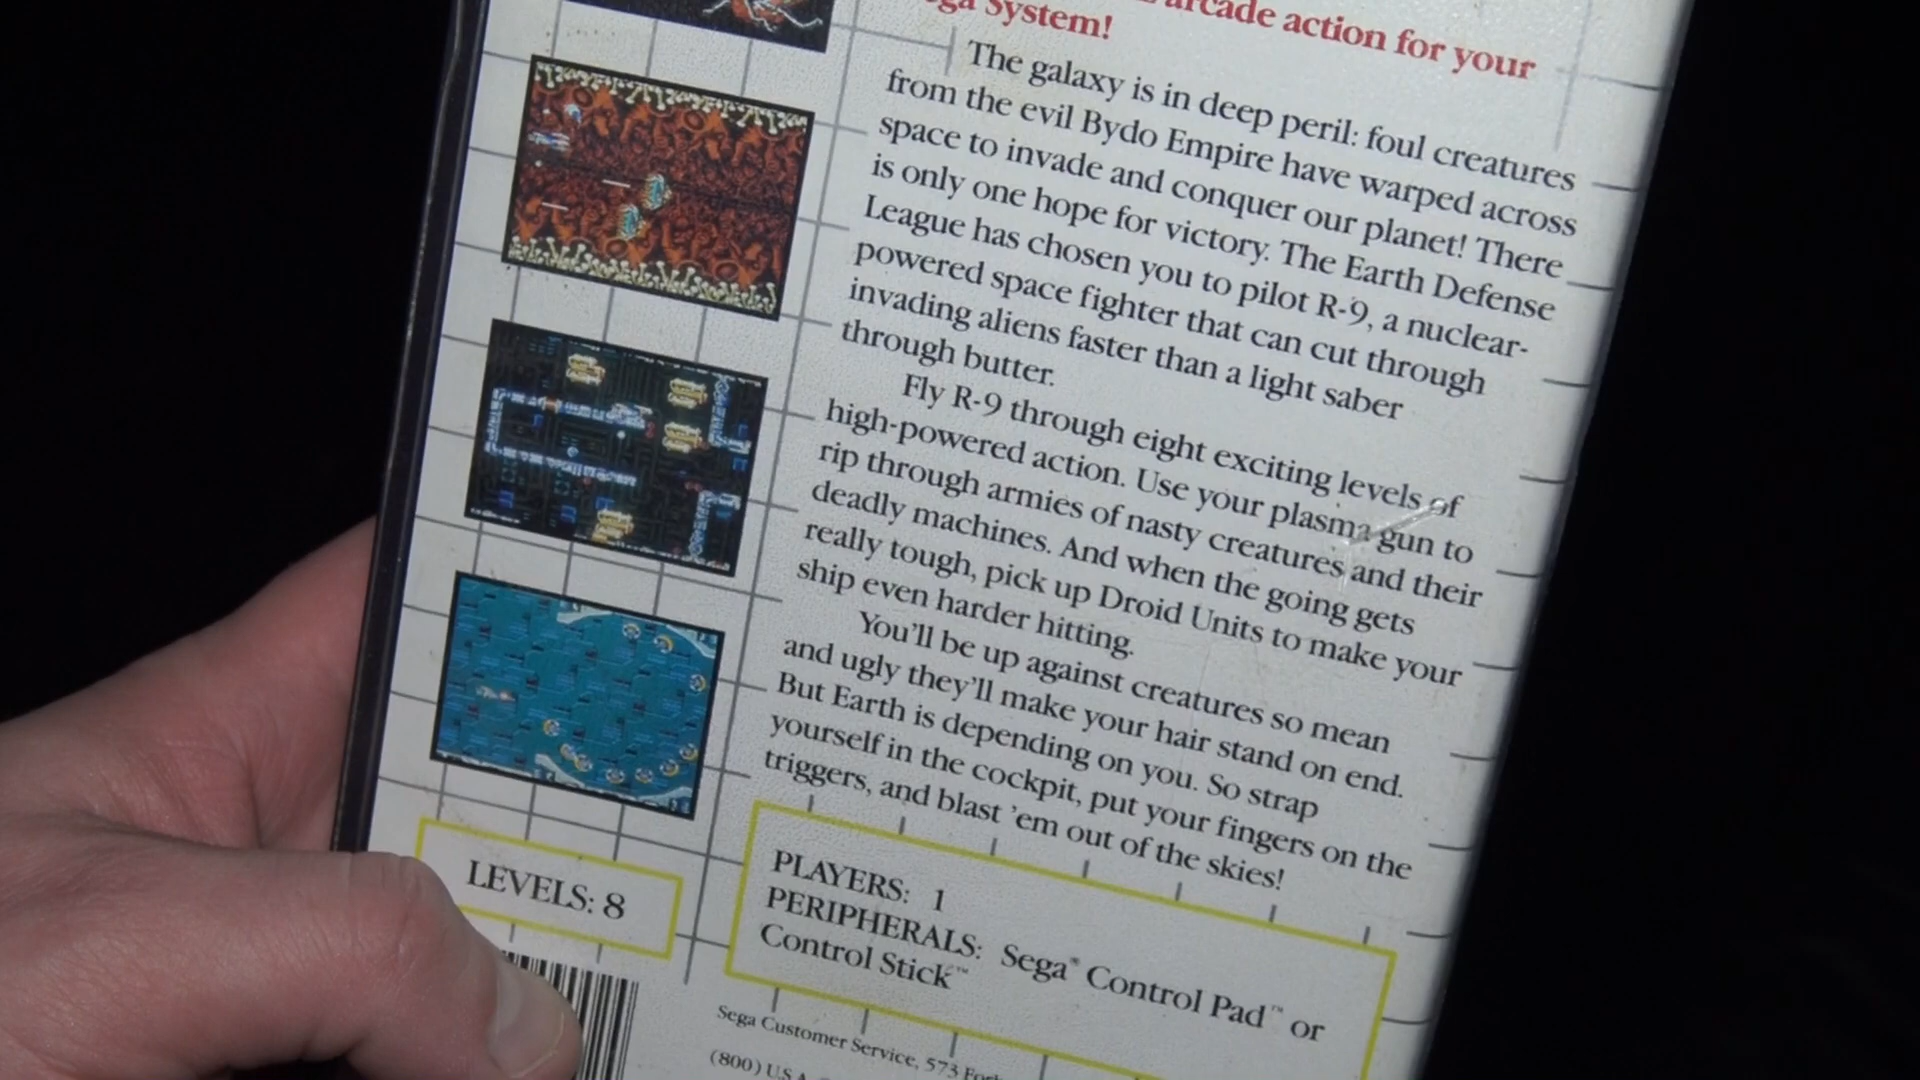 arcade action for your
System!
The galaxy is in deep peril: foul creatures
from the evil Bydo Empire have warped across
space to invade and conquer our planet! There
is only one hope for victory. The Earth Defense
League has chosen you to pilot R-9, a nuclear-
powered space fighter that can cut through
invading aliens faster than a light saber
through butter.
Fly R-9 through eight exciting levels of
high-powered action. Use your plasma gun to
rip through armies of nasty creatures and their
deadly machines. And when the going gets
really tough, pick up Droid Units to make your
ship even harder hitting.
You'll be up against creatures so mean
and ugly they'll make your hair stand on end.
But Earth is depending on you. So strap
yourself in the cockpit, put your fingers on the
triggers, and blast 'em out of the skies!
LEVELS: 8
PLAYERS: 1
PERIPHERALS: Sega® Control Pad™ or
Control Stick™
Sega Customer Service, 573
(800) U.S.A.